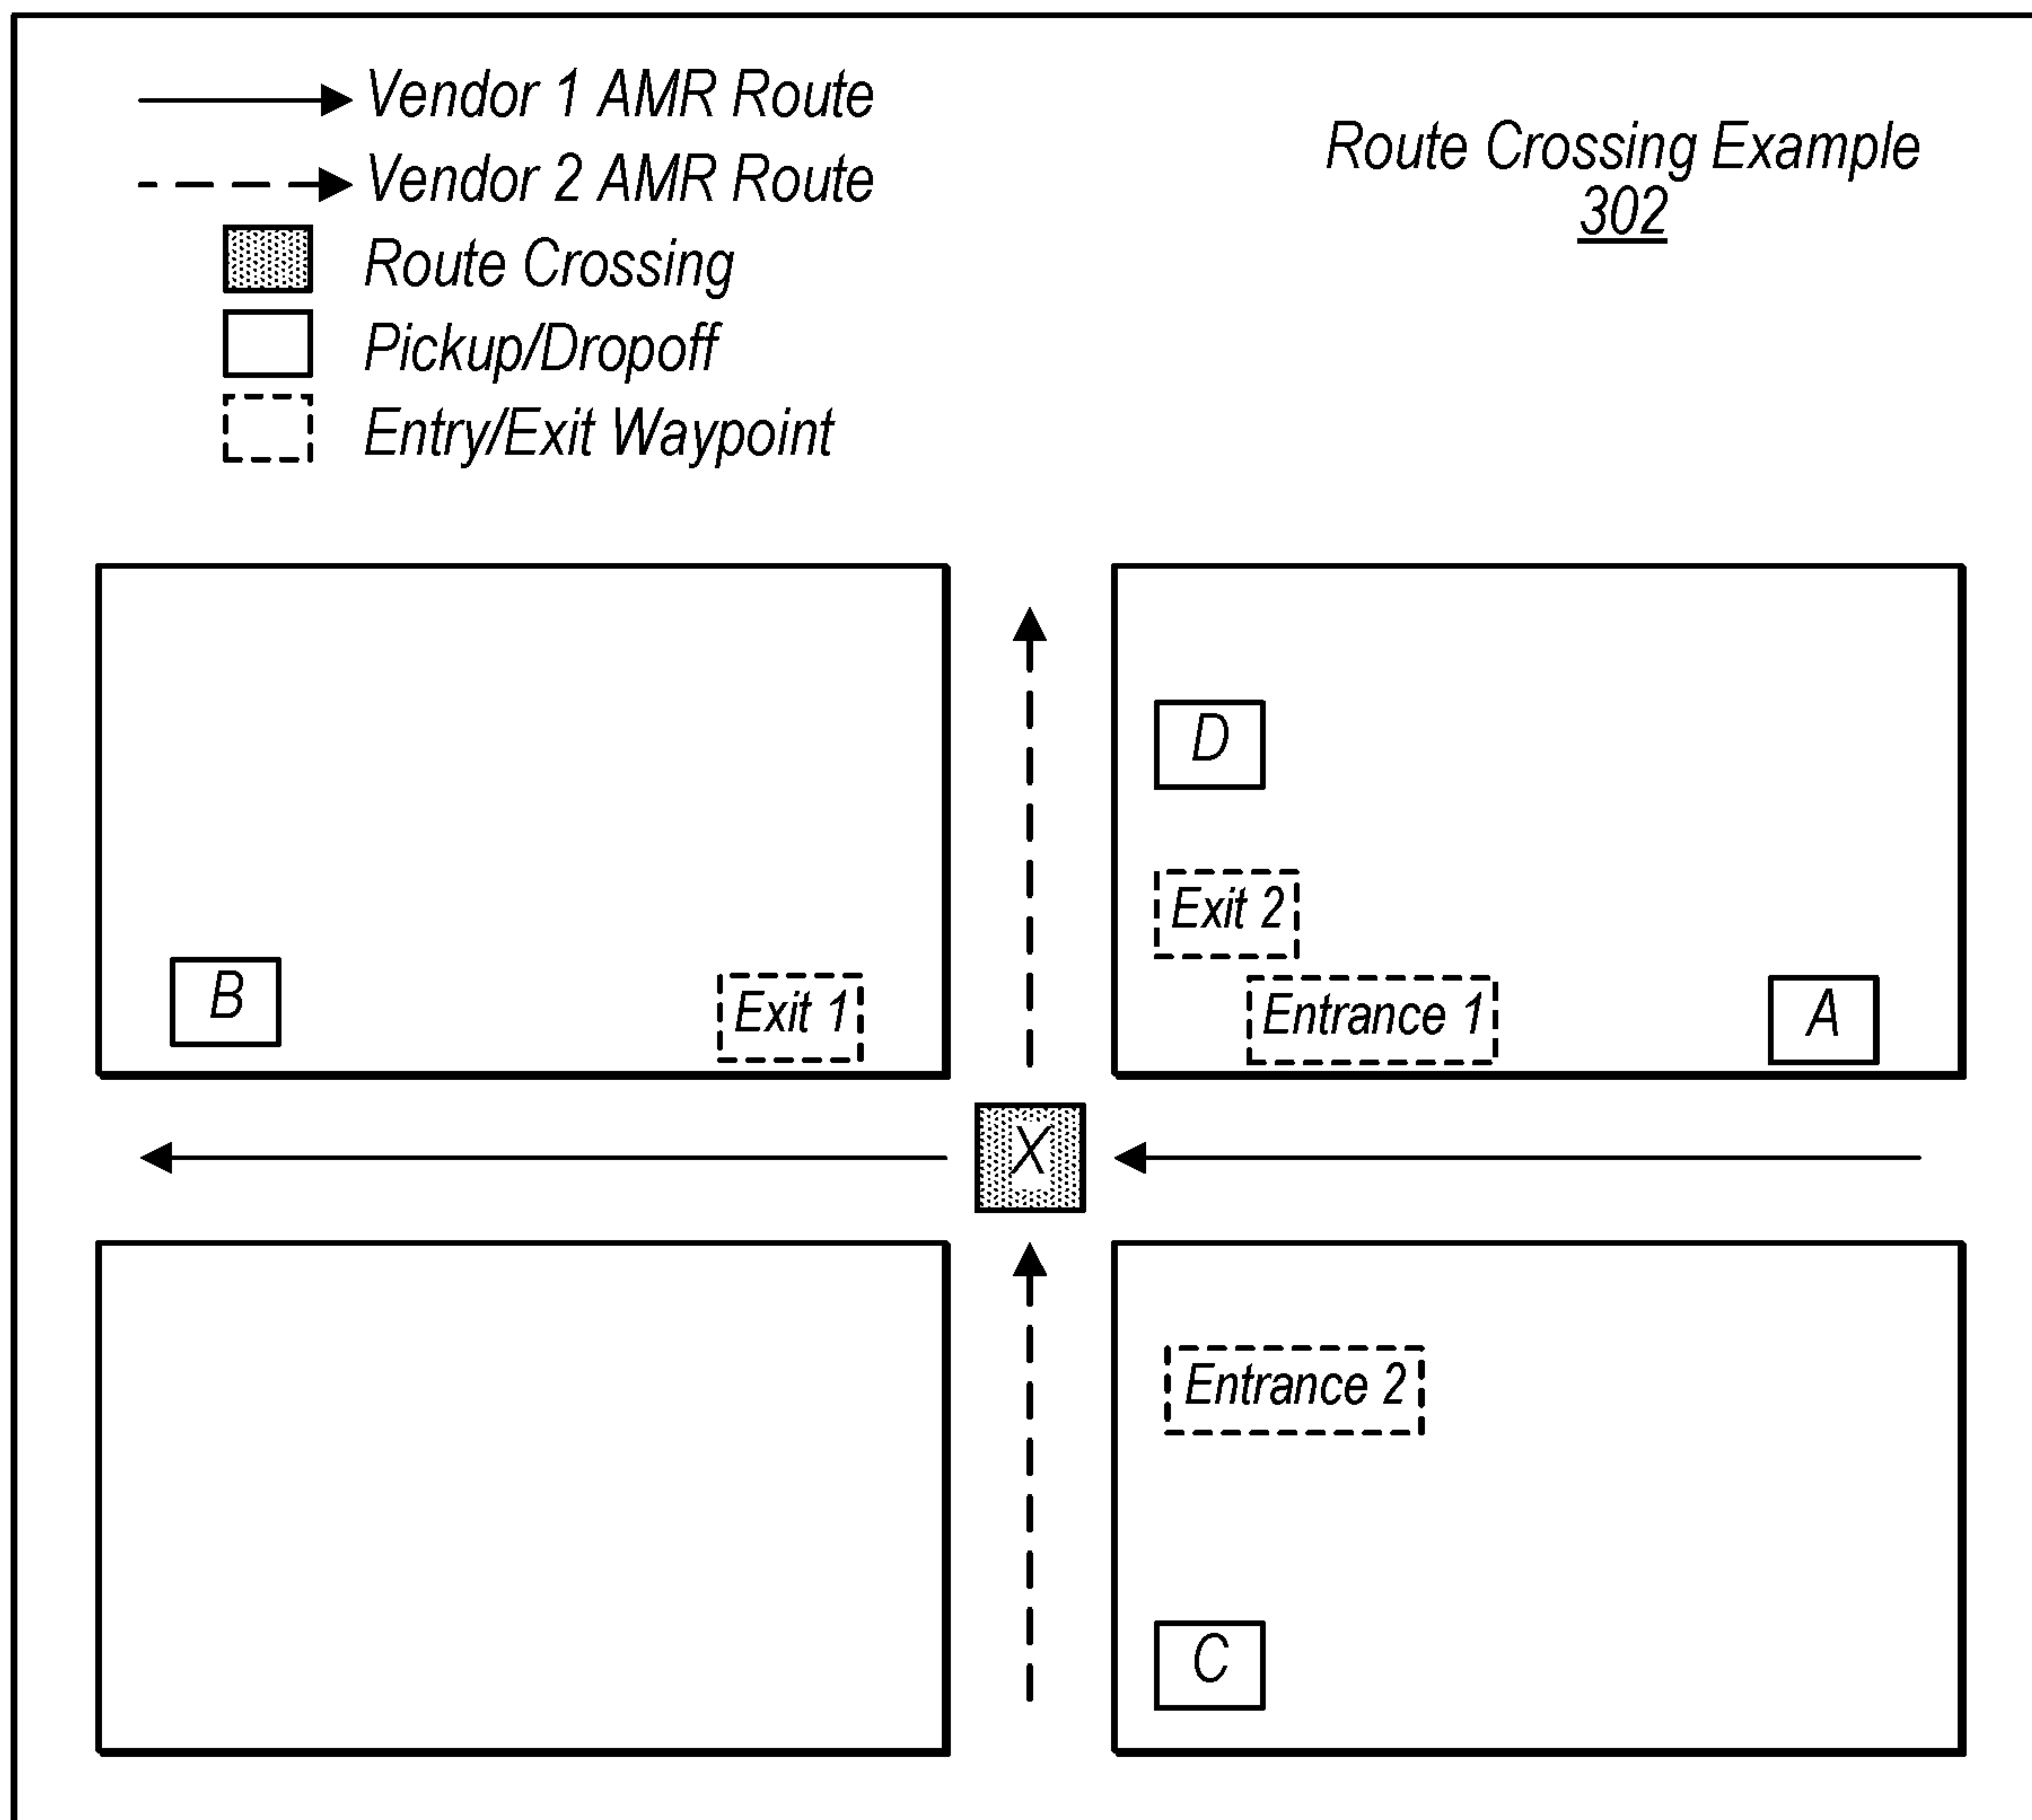 Vendor 1 AMR Route
Vendor 2 AMR Route
Route Crossing
Pickup/Dropoff
Entry/Exit Waypoint
Route Crossing Example
302
D
Exit 2
B
Exit 1
Entrance 1
A
X
Entrance 2
C